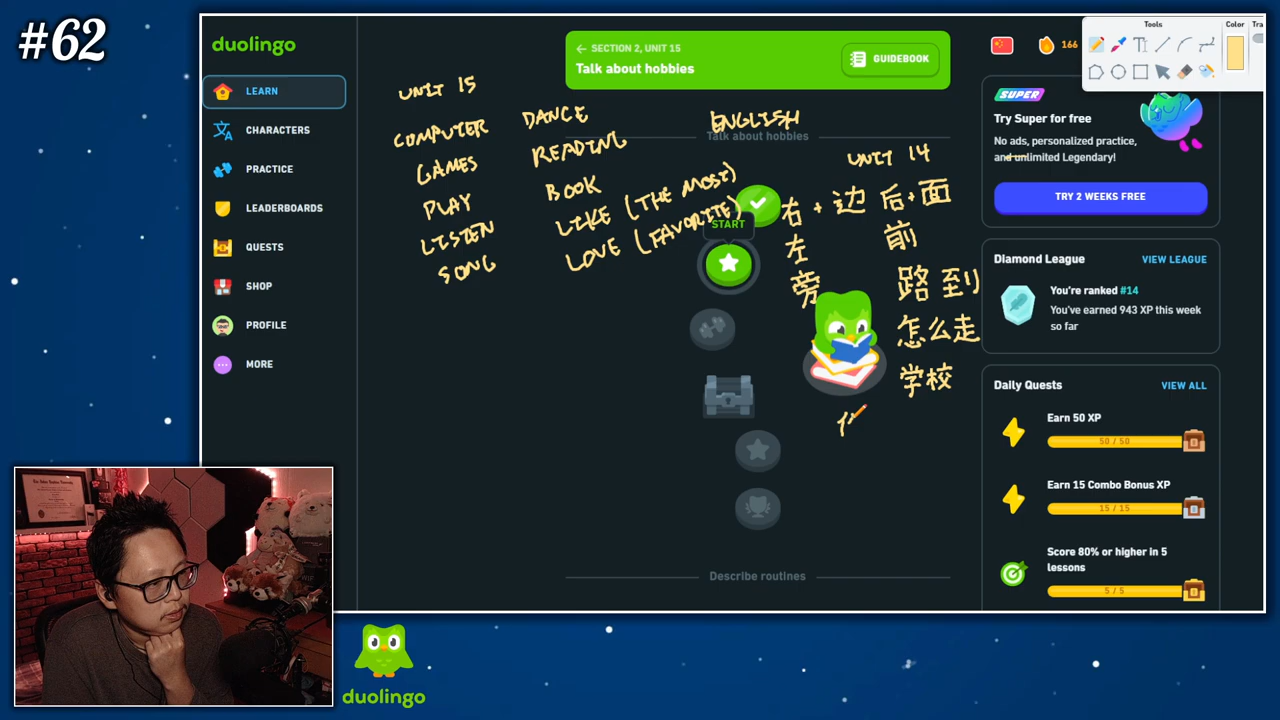 #62
duolingo
LEARN
CHARACTERS
PRACTICE
LEADERBOARDS
QUESTS
SHOP
PROFILE
MORE
← SECTION 2, UNIT 15
Talk about hobbies
GUIDEBOOK
166
Tools
Color
UNIT 15
COMPUTER
GAMES
PLAY
LISTEN
SONG
DANCE
READING
BOOK
LIKE (THE MOST)
LOVE (FAVORITE)
ENGLISH
Talk about hobbies
START
UNIT 14
右 + 边
左
旁
后+面
前
路 到
怎么走
学校
SUPER
Try Super for free
No ads, personalized practice,
and unlimited Legendary!
TRY 2 WEEKS FREE
Diamond League
VIEW LEAGUE
You're ranked #14
You've earned 943 XP this week
so far
Daily Quests
VIEW ALL
Earn 50 XP
50 / 50
Earn 15 Combo Bonus XP
15 / 15
Score 80% or higher in 5
lessons
5 / 5
Describe routines
duolingo